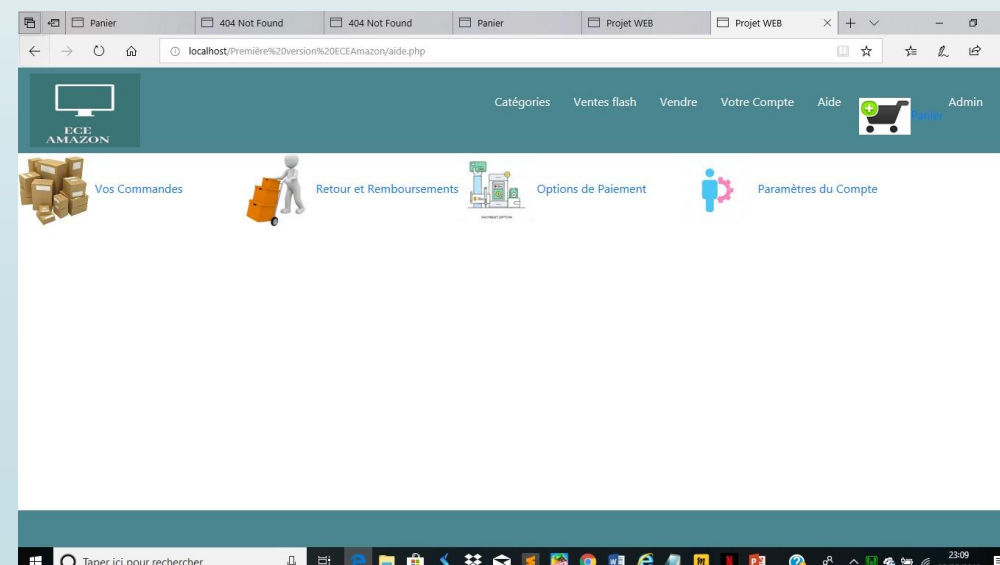 Panier
404 Not Found
404 Not Found
Panier
Projet WEB
Projet WEB
localhost/Première%20version%20ECEAmazon/aide.php
ECE
AMAZON
Catégories Ventes flash Vendre Votre Compte Aide Panier Admin
Vos Commandes
Retour et Remboursements
PAYMENT OPTION
Options de Paiement
Paramètres du Compte
Taper ici pour rechercher
23:09